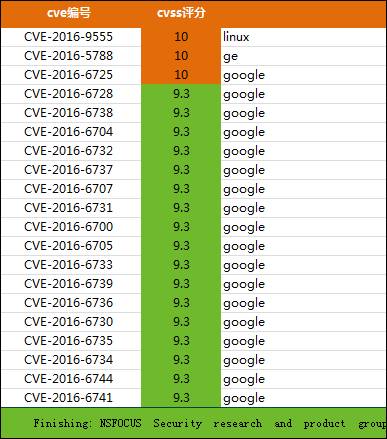 cve编号 cvss评分
CVE-2016-9555 10 linux
CVE-2016-5788 10 ge
CVE-2016-6725 10 google
CVE-2016-6728 9.3 google
CVE-2016-6738 9.3 google
CVE-2016-6704 9.3 google
CVE-2016-6732 9.3 google
CVE-2016-6737 9.3 google
CVE-2016-6707 9.3 google
CVE-2016-6731 9.3 google
CVE-2016-6700 9.3 google
CVE-2016-6705 9.3 google
CVE-2016-6733 9.3 google
CVE-2016-6739 9.3 google
CVE-2016-6736 9.3 google
CVE-2016-6730 9.3 google
CVE-2016-6735 9.3 google
CVE-2016-6734 9.3 google
CVE-2016-6744 9.3 google
CVE-2016-6741 9.3 google
Finishing: NSFOCUS Security research and product group